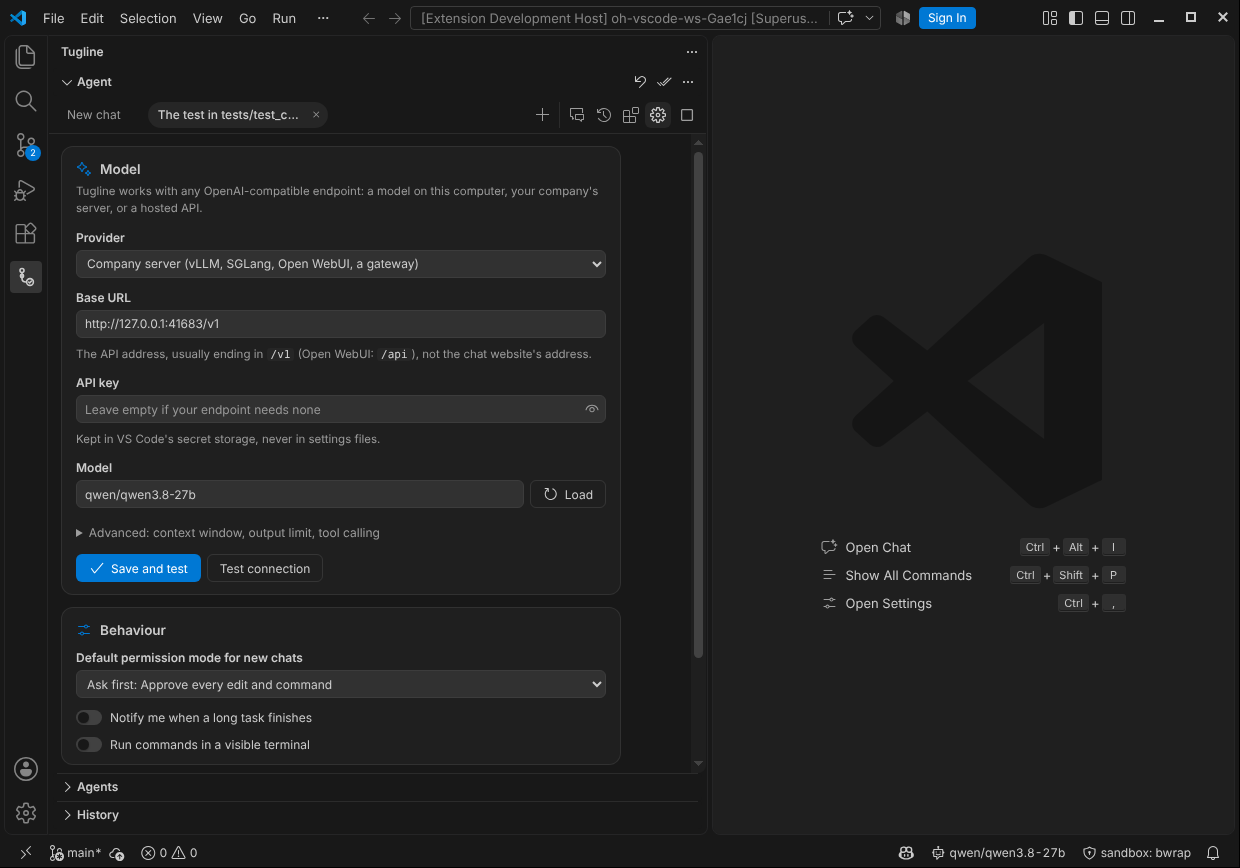 File Edit Selection View Go Run ···
[Extension Development Host] oh-vscode-ws-Gae1cj [Superus...
Sign In
Tugline
Agent
New chat
The test in tests/test_c...
2
Model
Tugline works with any OpenAI-compatible endpoint: a model on this computer, your company's
server, or a hosted API.
Provider
Company server (vLLM, SGLang, Open WebUI, a gateway)
Base URL
http://127.0.0.1:41683/v1
The API address, usually ending in /v1 (Open WebUI: /api), not the chat website's address.
API key
Leave empty if your endpoint needs none
Kept in VS Code's secret storage, never in settings files.
Model
qwen/qwen3.8-27b
Load
Advanced: context window, output limit, tool calling
Save and test
Test connection
Behaviour
Default permission mode for new chats
Ask first: Approve every edit and command
Notify me when a long task finishes
Run commands in a visible terminal
Agents
History
Open Chat Ctrl + Alt + I
Show All Commands Ctrl + Shift + P
Open Settings Ctrl + ,
main* 0 0
qwen/qwen3.8-27b sandbox: bwrap